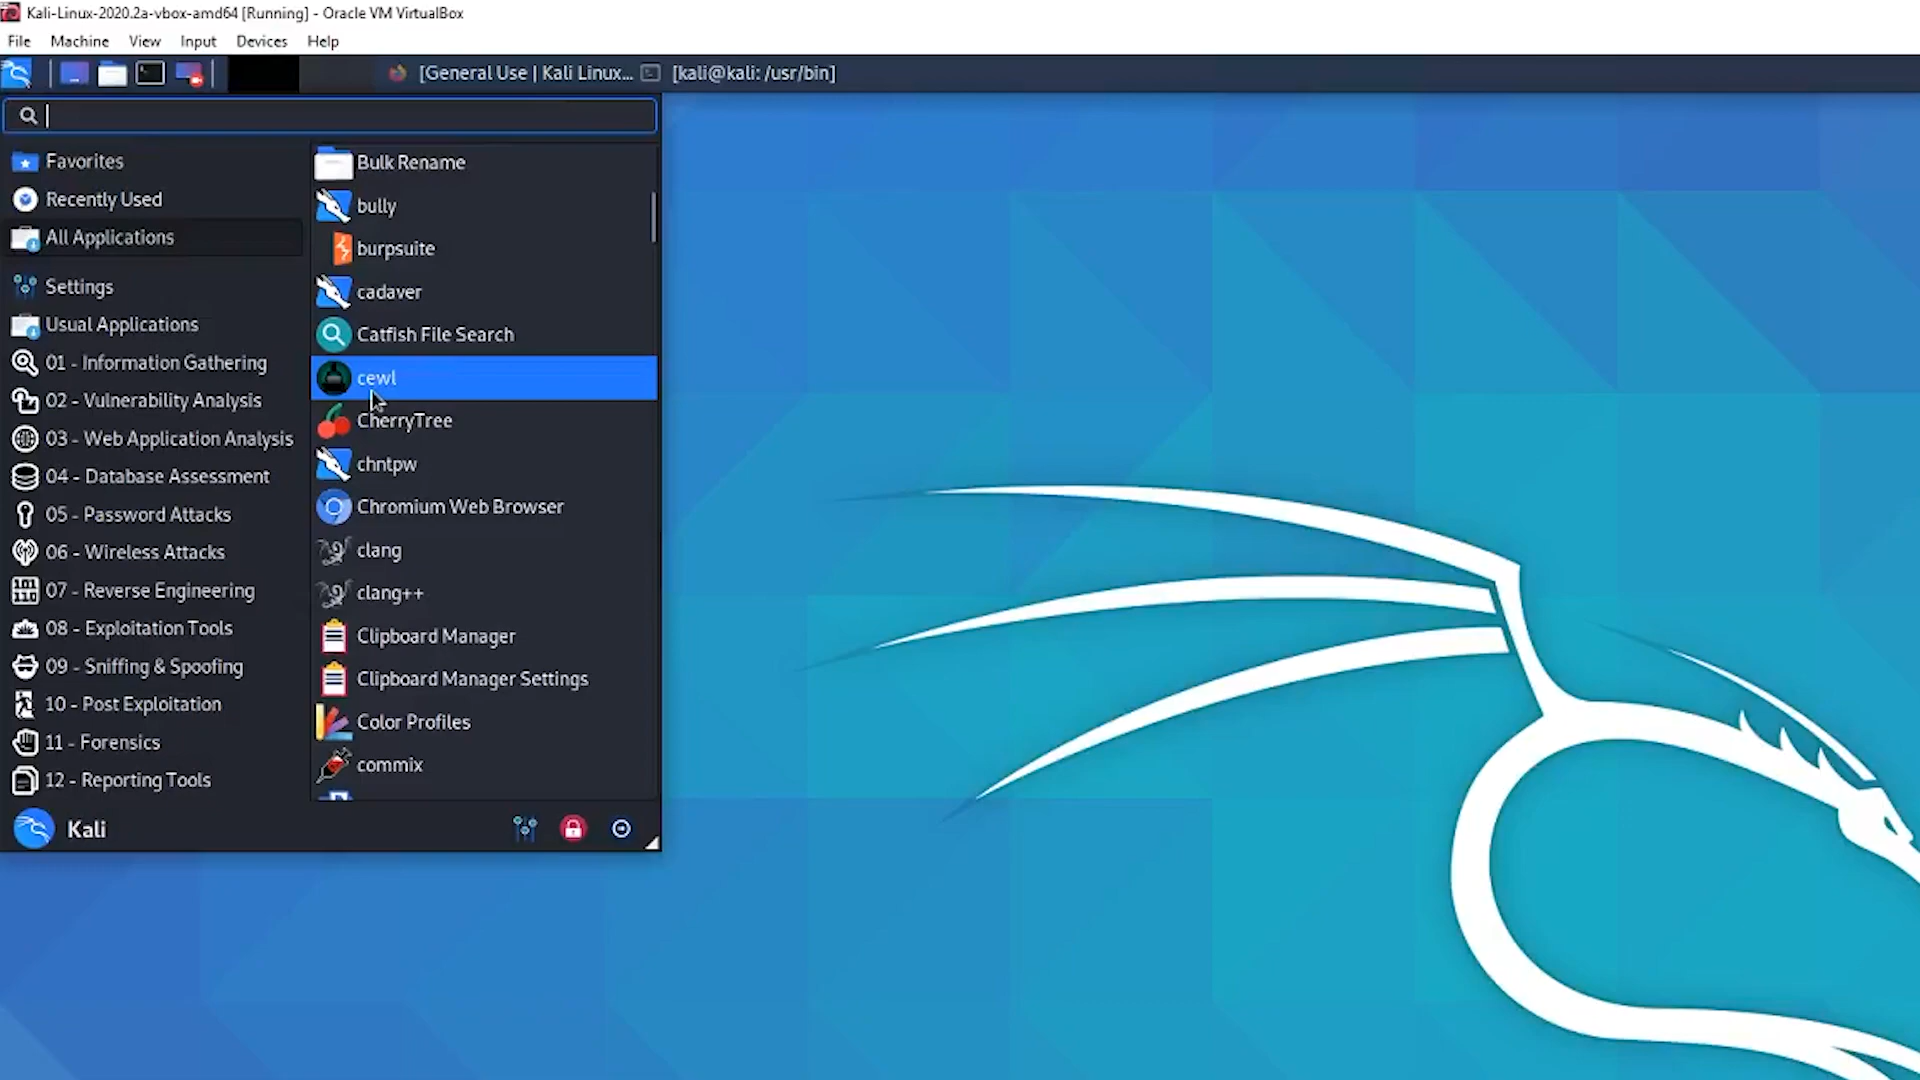 Kali-Linux-2020.2a-vbox-amd64 [Running] - Oracle VM VirtualBox
File Machine View Input Devices Help
[General Use | Kali Linux... [kali@kali: /usr/bin]
Favorites
Recently Used
All Applications
Settings
Usual Applications
01 - Information Gathering
02 - Vulnerability Analysis
03 - Web Application Analysis
04 - Database Assessment
05 - Password Attacks
06 - Wireless Attacks
07 - Reverse Engineering
08 - Exploitation Tools
09 - Sniffing & Spoofing
10 - Post Exploitation
11 - Forensics
12 - Reporting Tools
Bulk Rename
bully
burpsuite
cadaver
Catfish File Search
cewl
CherryTree
chntpw
Chromium Web Browser
clang
clang++
Clipboard Manager
Clipboard Manager Settings
Color Profiles
commix
Kali